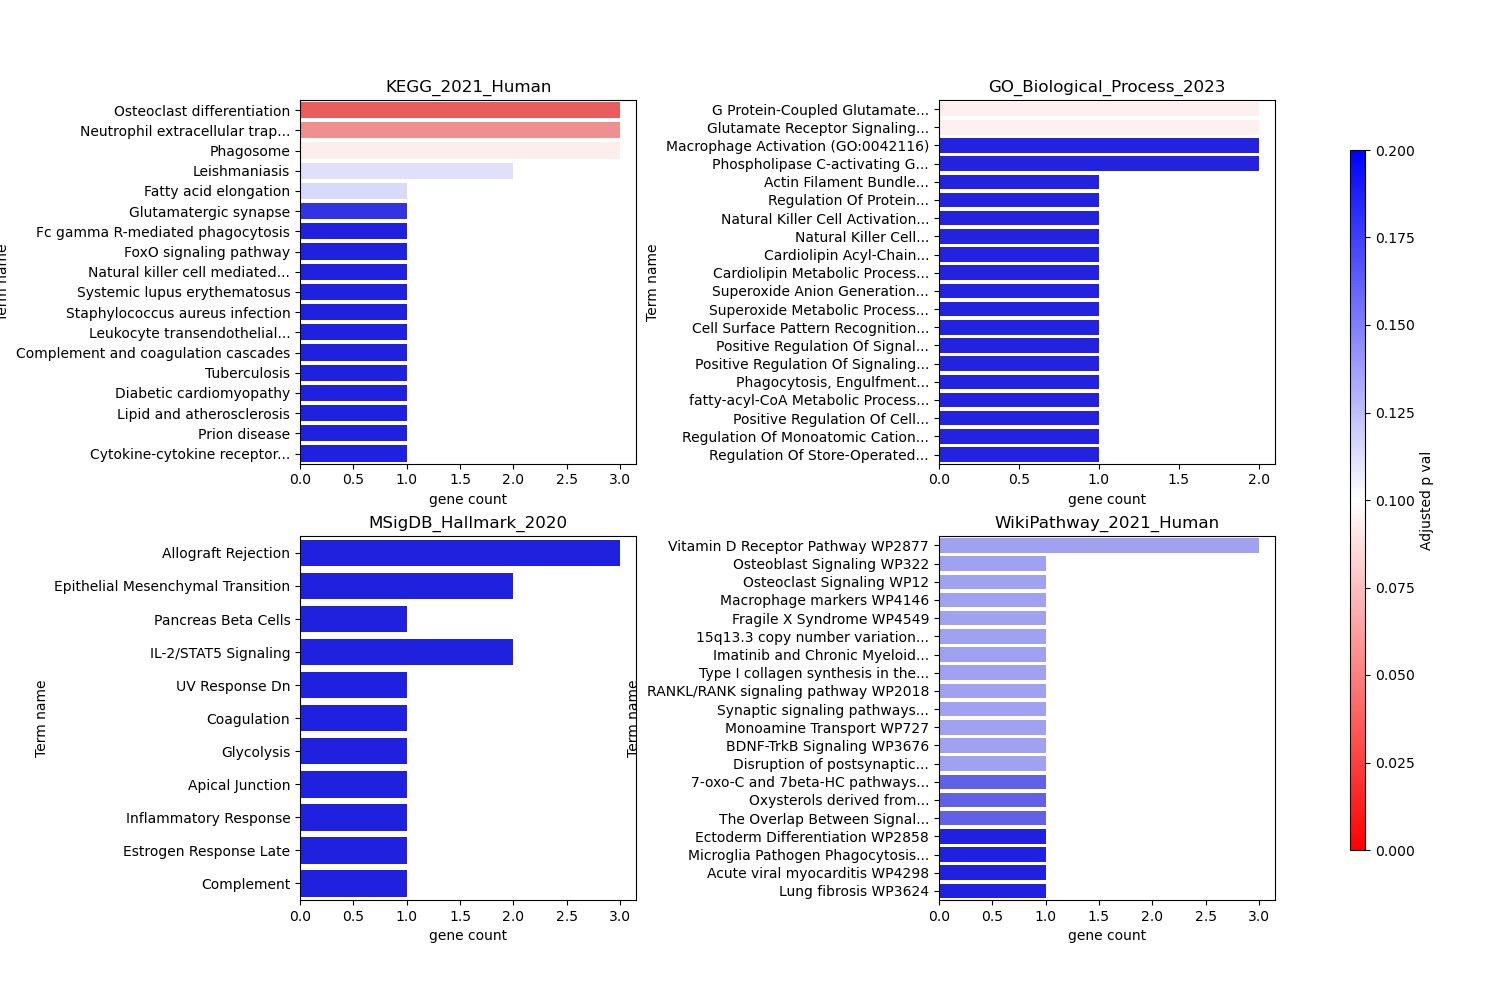 KEGG_2021_Human
Osteoclast differentiation
Neutrophil extracellular trap...
Phagosome
Leishmaniasis
Fatty acid elongation
Glutamatergic synapse
Fc gamma R-mediated phagocytosis
FoxO signaling pathway
Natural killer cell mediated...
Systemic lupus erythematosus
Staphylococcus aureus infection
Leukocyte transendothelial...
Complement and coagulation cascades
Tuberculosis
Diabetic cardiomyopathy
Lipid and atherosclerosis
Prion disease
Cytokine-cytokine receptor...
Term name
0.0 0.5 1.0 1.5 2.0 2.5 3.0
gene count
GO_Biological_Process_2023
G Protein-Coupled Glutamate...
Glutamate Receptor Signaling...
Macrophage Activation (GO:0042116)
Phospholipase C-activating G...
Actin Filament Bundle...
Regulation Of Protein...
Natural Killer Cell Activation...
Natural Killer Cell...
Cardiolipin Acyl-Chain...
Cardiolipin Metabolic Process...
Superoxide Anion Generation...
Superoxide Metabolic Process...
Cell Surface Pattern Recognition...
Positive Regulation Of Signal...
Positive Regulation Of Signaling...
Phagocytosis, Engulfment...
fatty-acyl-CoA Metabolic Process...
Positive Regulation Of Cell...
Regulation Of Monoatomic Cation...
Regulation Of Store-Operated...
Term name
0.0 0.5 1.0 1.5 2.0
gene count
MSigDB_Hallmark_2020
Allograft Rejection
Epithelial Mesenchymal Transition
Pancreas Beta Cells
IL-2/STAT5 Signaling
UV Response Dn
Coagulation
Glycolysis
Apical Junction
Inflammatory Response
Estrogen Response Late
Complement
Term name
0.0 0.5 1.0 1.5 2.0 2.5 3.0
gene count
WikiPathway_2021_Human
Vitamin D Receptor Pathway WP2877
Osteoblast Signaling WP322
Osteoclast Signaling WP12
Macrophage markers WP4146
Fragile X Syndrome WP4549
15q13.3 copy number variation...
Imatinib and Chronic Myeloid...
Type I collagen synthesis in the...
RANKL/RANK signaling pathway WP2018
Synaptic signaling pathways...
Monoamine Transport WP727
BDNF-TrkB Signaling WP3676
Disruption of postsynaptic...
7-oxo-C and 7beta-HC pathways...
Oxysterols derived from...
The Overlap Between Signal...
Ectoderm Differentiation WP2858
Microglia Pathogen Phagocytosis...
Acute viral myocarditis WP4298
Lung fibrosis WP3624
Term name
0.0 0.5 1.0 1.5 2.0 2.5 3.0
gene count
0.200
0.175
0.150
0.125
0.100
0.075
0.050
0.025
0.000
Adjusted p val